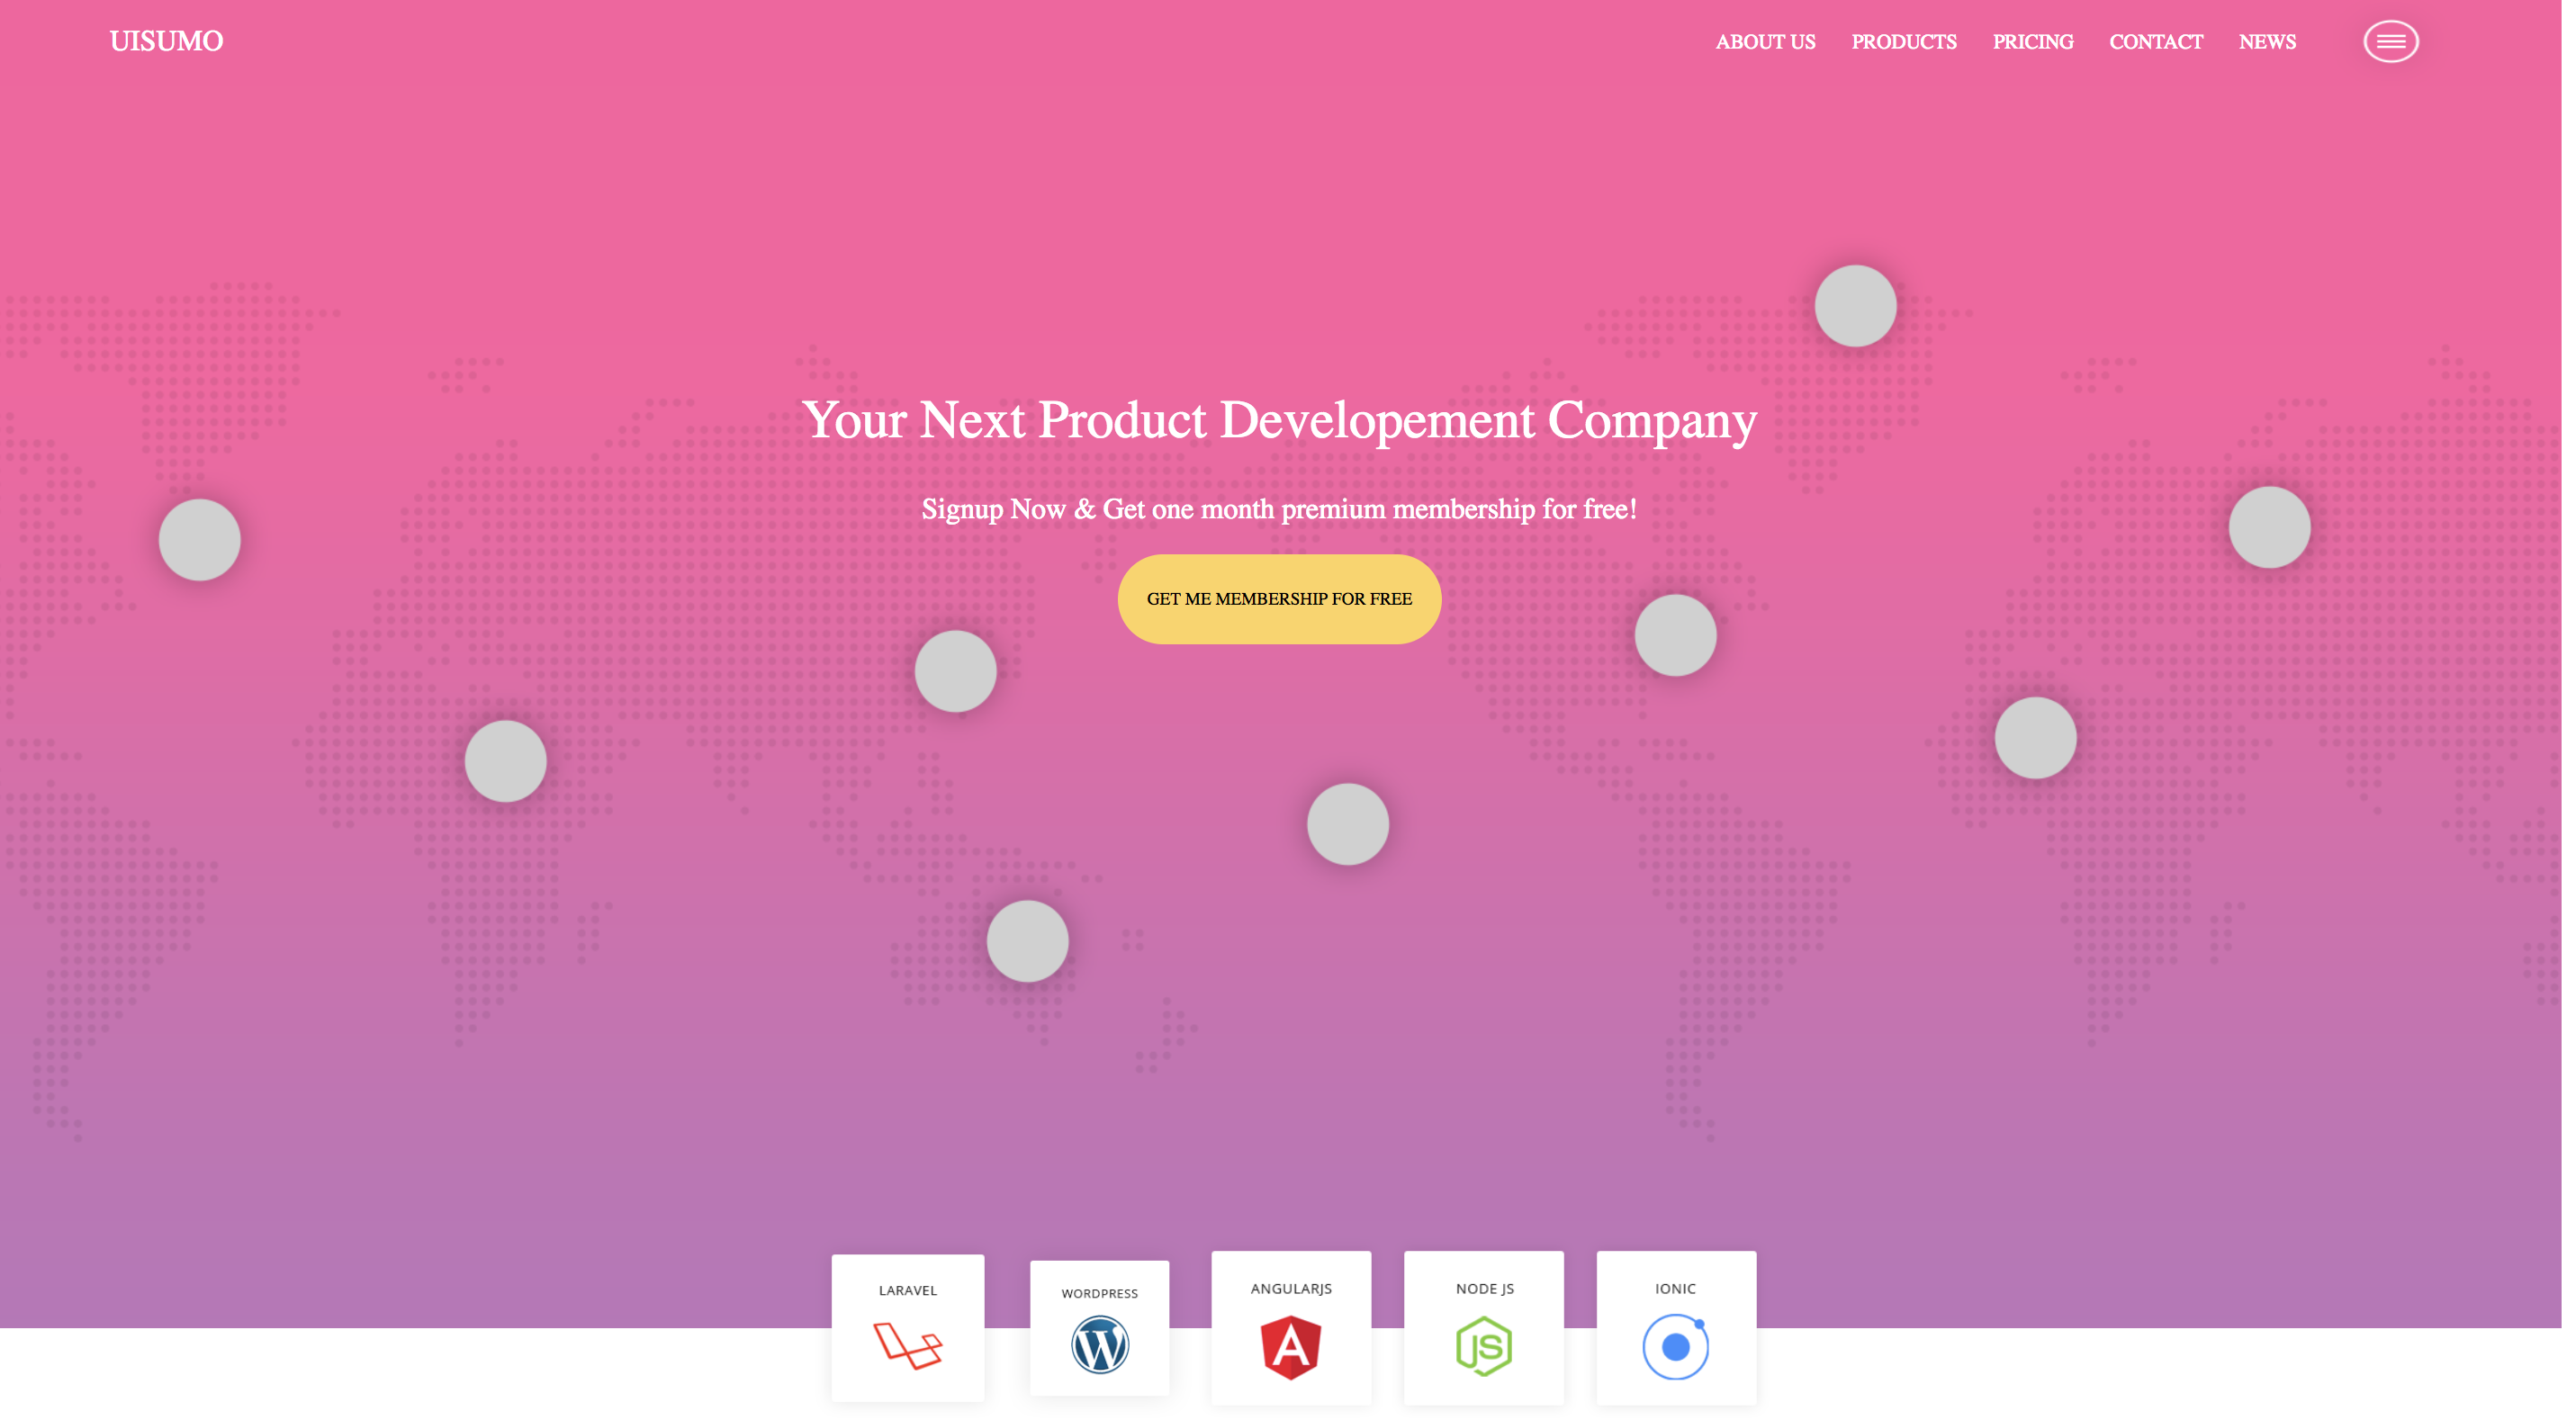 UISUMO
ABOUT US PRODUCTS PRICING CONTACT NEWS
Your Next Product Developement Company
Signup Now & Get one month premium membership for free!
GET ME MEMBERSHIP FOR FREE
LARAVEL WORDPRESS ANGULARJS NODE JS IONIC
W A JS